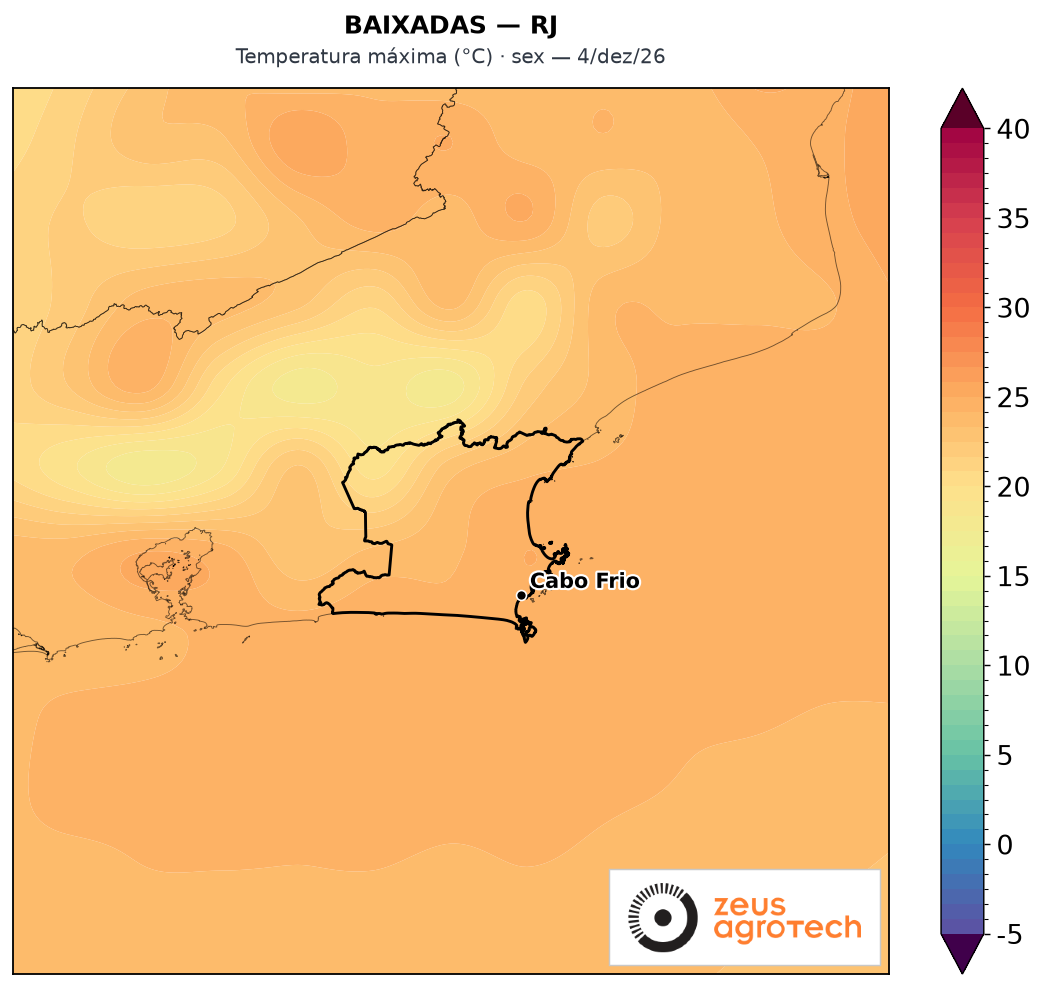 BAIXADAS — RJ
Temperatura máxima (°C) · sex — 4/dez/26
40
35
30
25
20
15
10
5
0
-5
Cabo Frio
zeus
agrotech